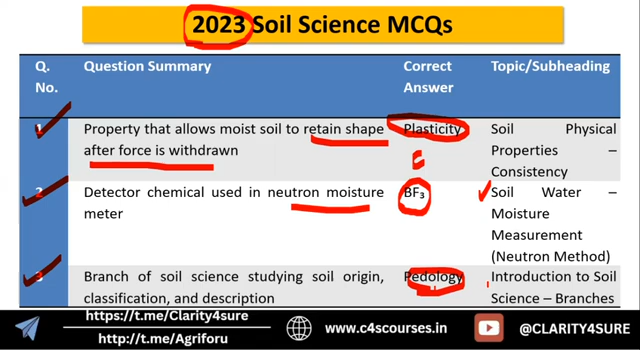 2023 Soil Science MCQs
Q. No. Question Summary Correct Answer Topic/Subheading
1 Property that allows moist soil to retain shape after force is withdrawn Plasticity Soil Physical Properties – Consistency
2 Detector chemical used in neutron moisture meter BF₃ Soil Water – Moisture Measurement (Neutron Method)
3 Branch of soil science studying soil origin, classification, and description Pedology Introduction to Soil Science – Branches
https://t.me/Clarity4sure
http://t.me/Agriforu
www.c4scourses.in
@CLARITY4SURE